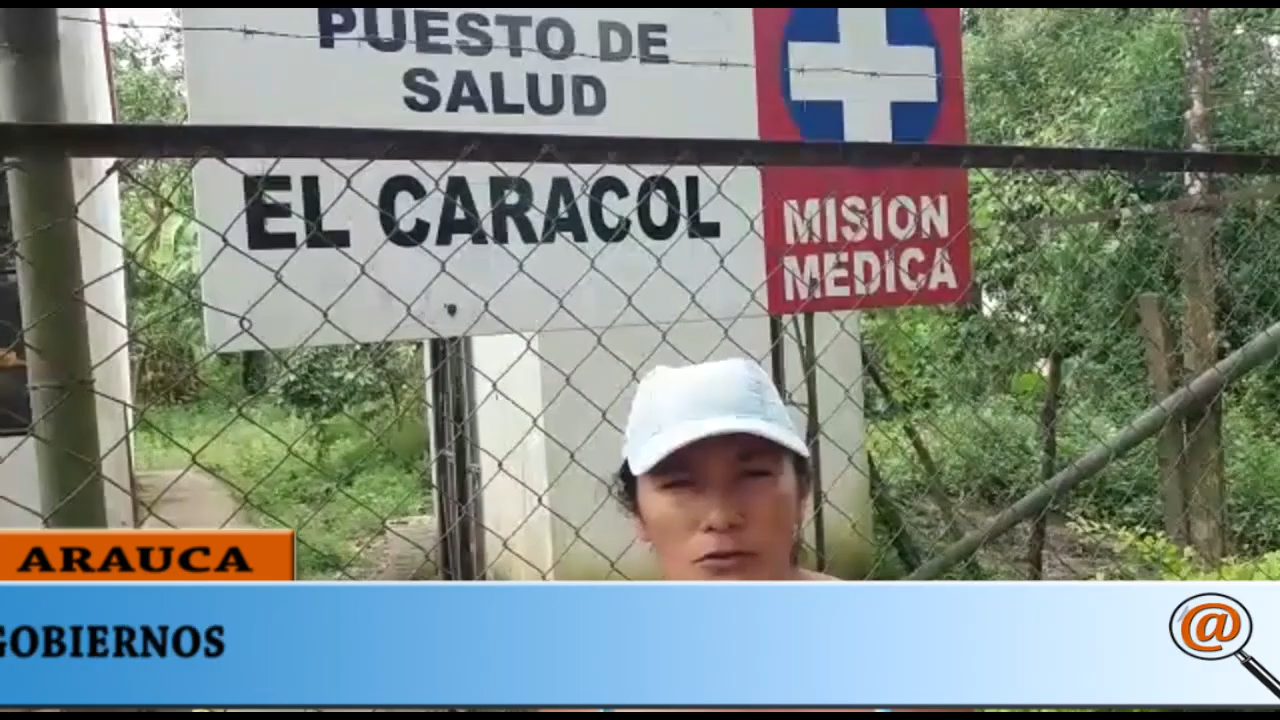 PUESTO DE
SALUD
EL CARACOL
MISION
MEDICA
ARAUCA
GOBIERNOS
@